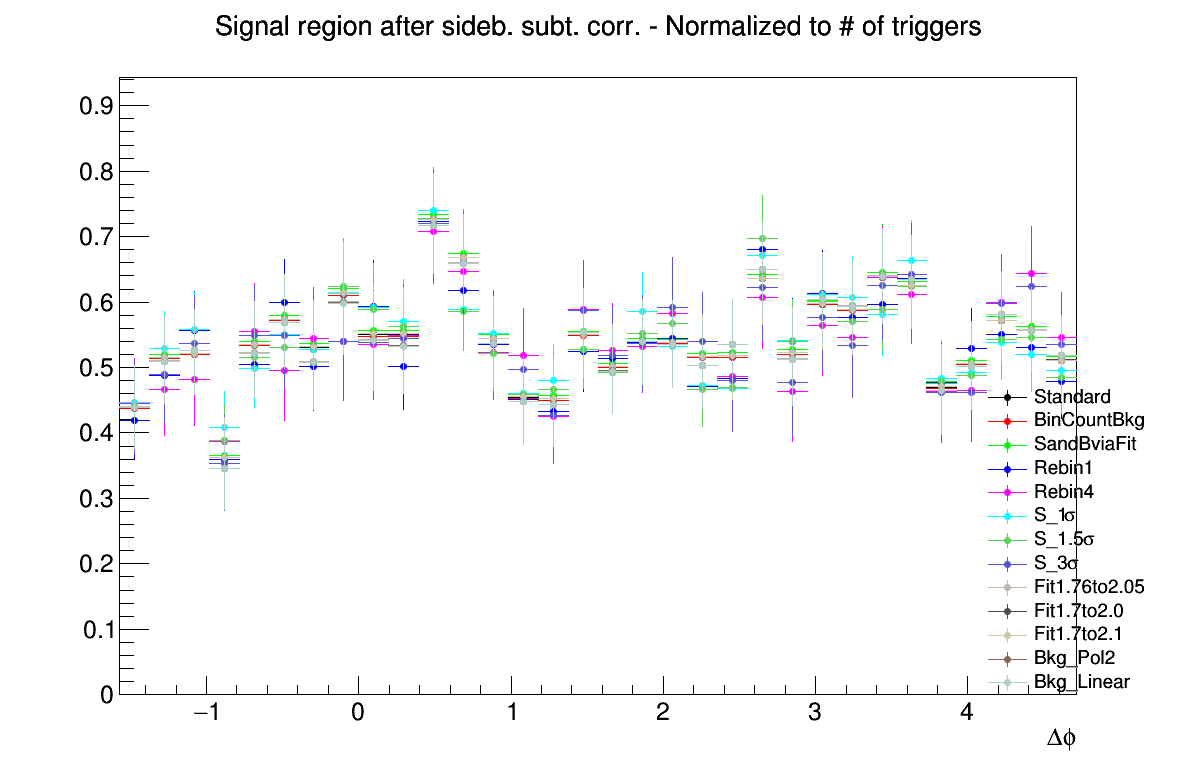 Signal region after sideb. subt. corr. - Normalized to # of triggers
0.9
0.8
0.7
0.6
0.5
0.4
0.3
0.2
0.1
0
Standard
BinCountBkg
SandBviaFit
Rebin1
Rebin4
S_1σ
S_1.5σ
S_3σ
Fit1.76to2.05
Fit1.7to2.0
Fit1.7to2.1
Bkg_Pol2
Bkg_Linear
−1 0 1 2 3 4
Δϕ